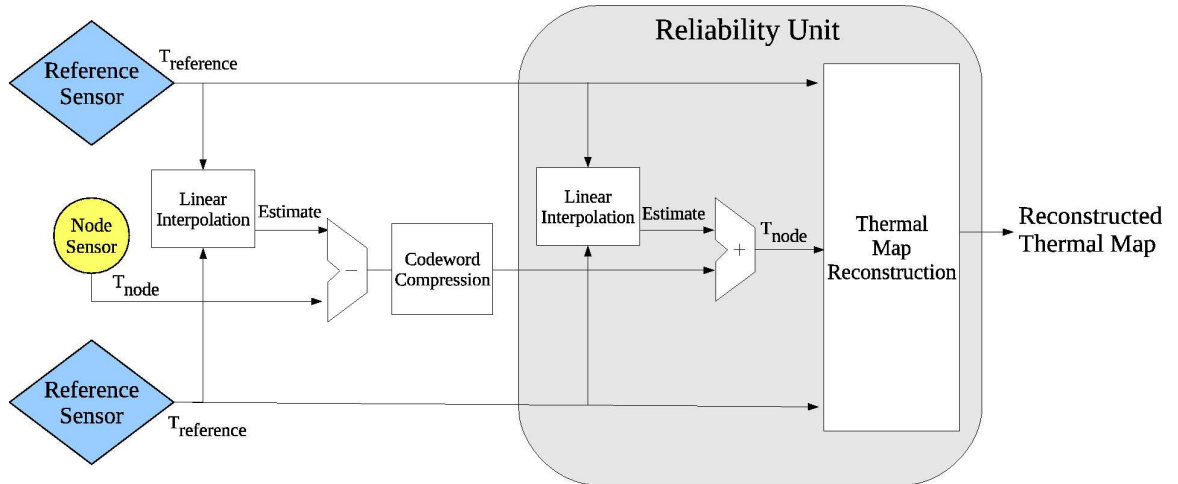 Reliability Unit
Reference
Sensor
Treference
Linear
Interpolation
Estimate
Node
Sensor
Tnode
−
Codeword
Compression
Linear
Interpolation
Estimate
+
Tnode
Thermal
Map
Reconstruction
Reconstructed
Thermal Map
Reference
Sensor
Treference